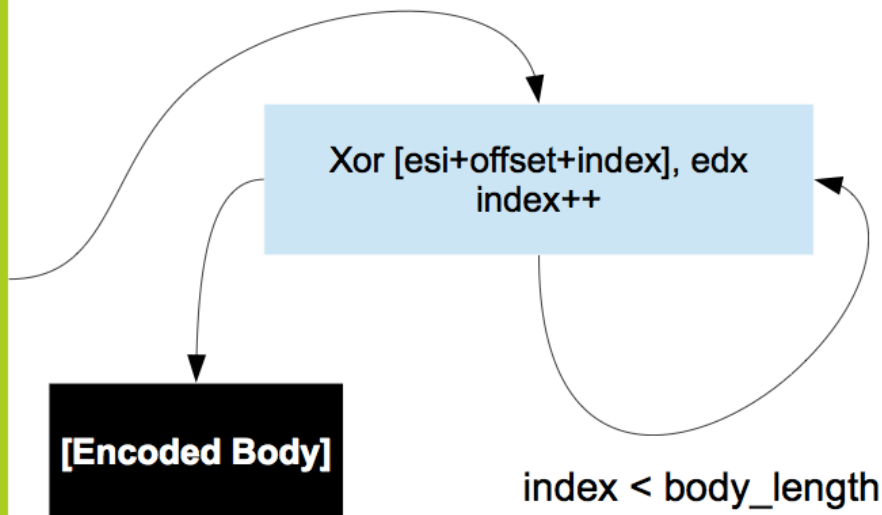 Xor [esi+offset+index], edx
index++
[Encoded Body]
index < body_length